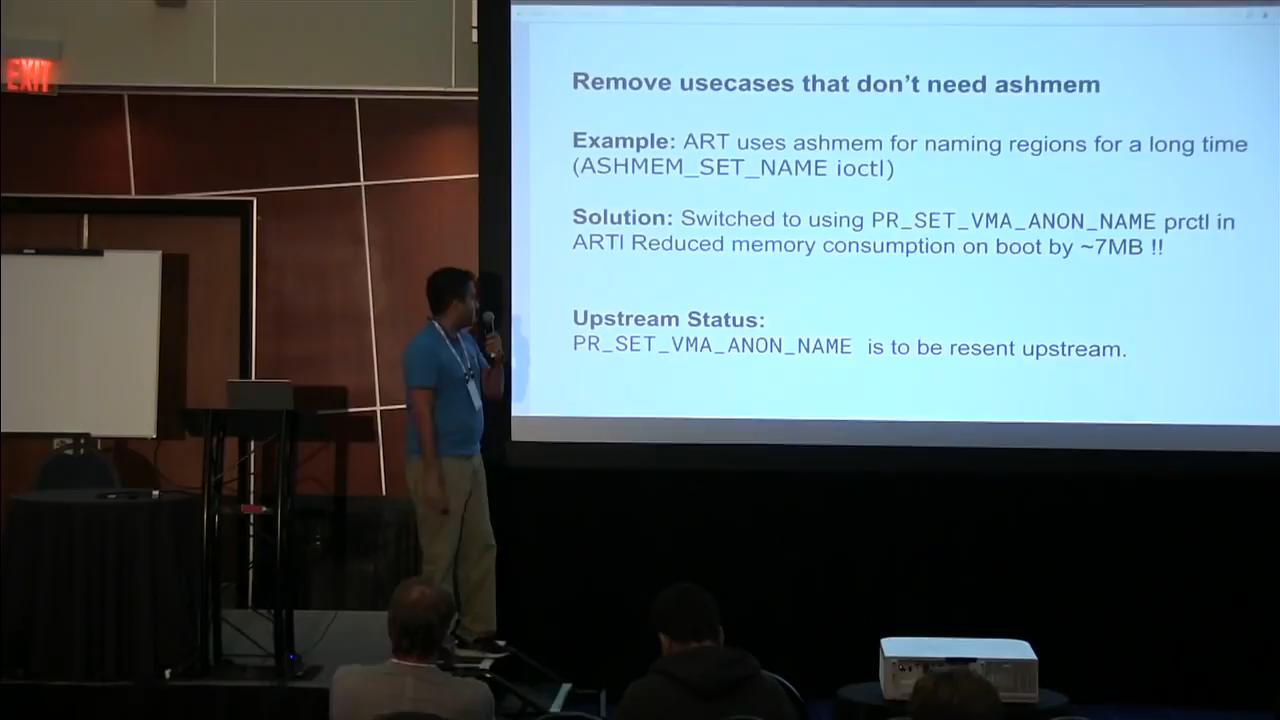 EXIT
Remove usecases that don't need ashmem
Example: ART uses ashmem for naming regions for a long time
(ASHMEM_SET_NAME ioctl)
Solution: Switched to using PR_SET_VMA_ANON_NAME prctl in
ART! Reduced memory consumption on boot by ~7MB !!
Upstream Status:
PR_SET_VMA_ANON_NAME is to be resent upstream.